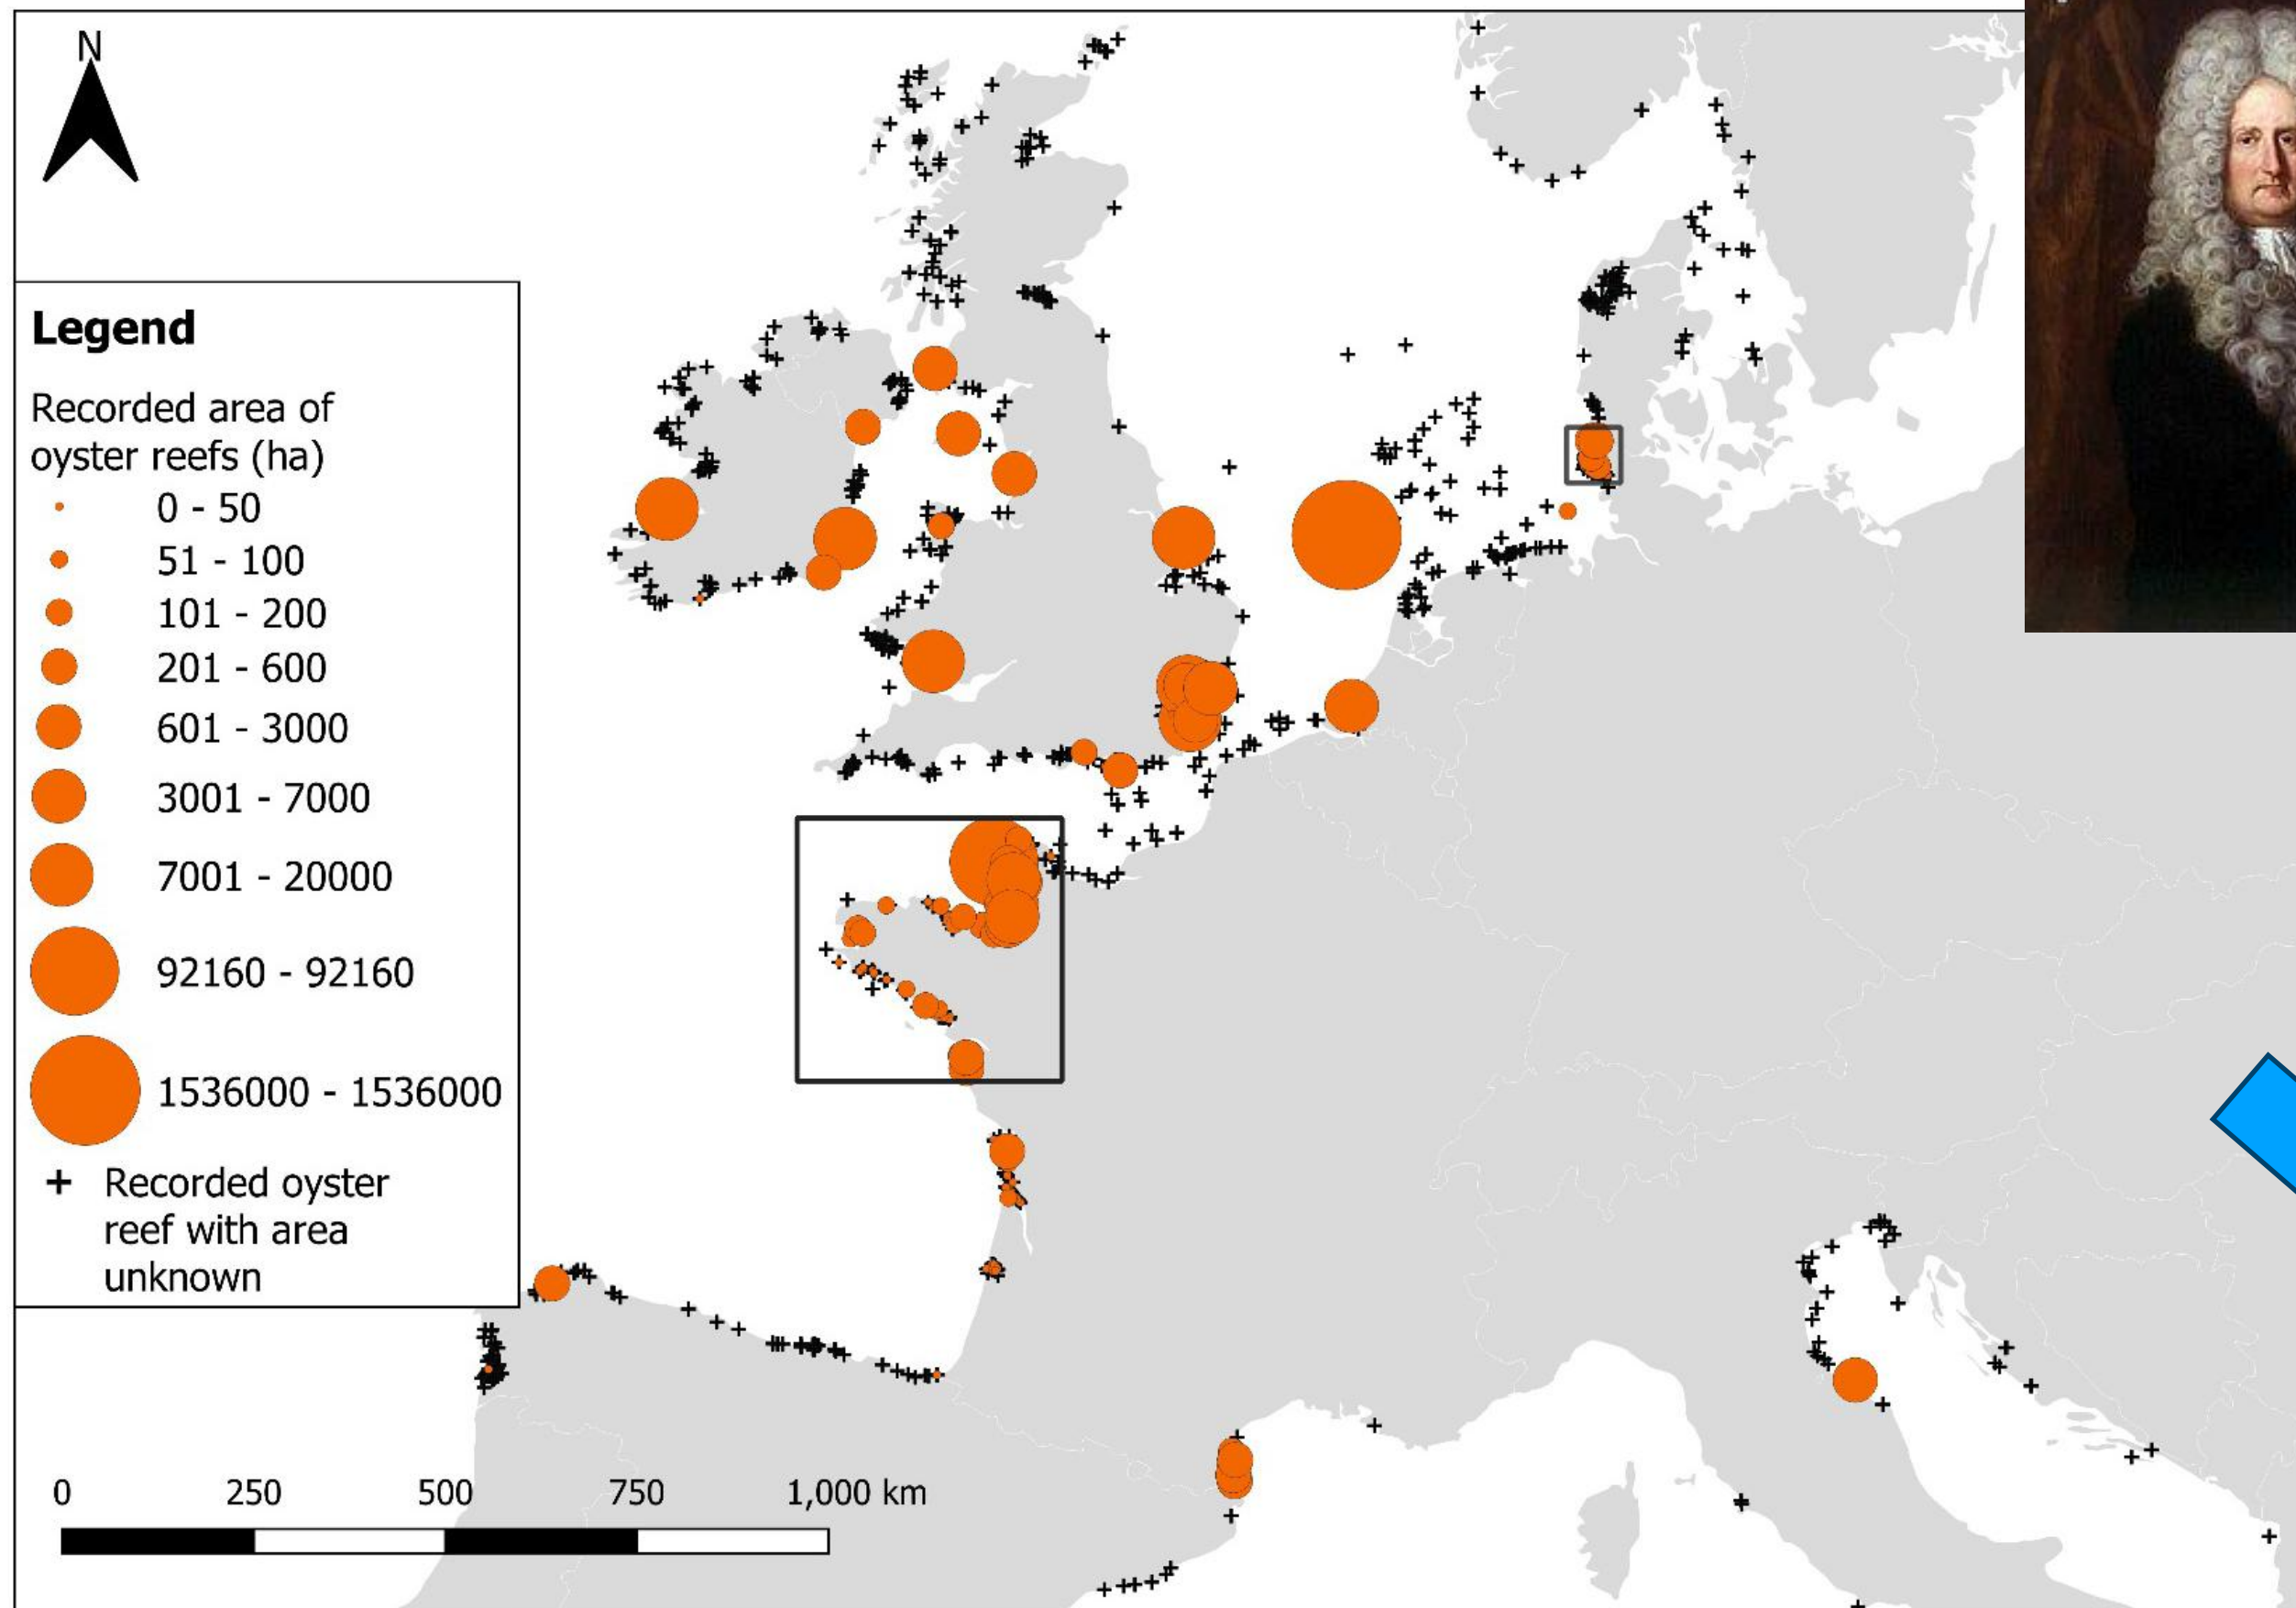 N
Legend
Recorded area of
oyster reefs (ha)
0 - 50
51 - 100
101 - 200
201 - 600
601 - 3000
3001 - 7000
7001 - 20000
92160 - 92160
1536000 - 1536000
Recorded oyster
reef with area
unknown
0 250 500 750 1,000 km